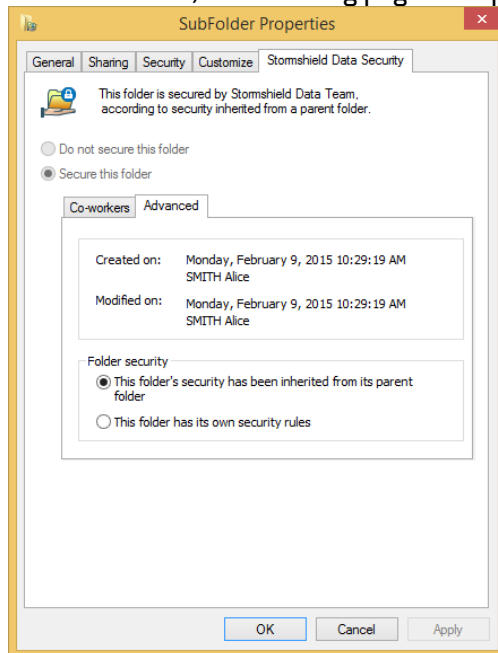 SubFolder Properties
General Sharing Security Customize Stormshield Data Security
This folder is secured by Stormshield Data Team,
according to security inherited from a parent folder.
Do not secure this folder
Secure this folder
Co-workers Advanced
Created on: Monday, February 9, 2015 10:29:19 AM
SMITH Alice
Modified on: Monday, February 9, 2015 10:29:19 AM
SMITH Alice
Folder security
This folder's security has been inherited from its parent
folder
This folder has its own security rules
OK Cancel Apply